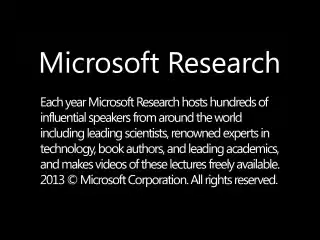 Microsoft Research
Each year Microsoft Research hosts hundreds of
influential speakers from around the world
including leading scientists, renowned experts in
technology, book authors, and leading academics,
and makes videos of these lectures freely available.
2013 © Microsoft Corporation. All rights reserved.